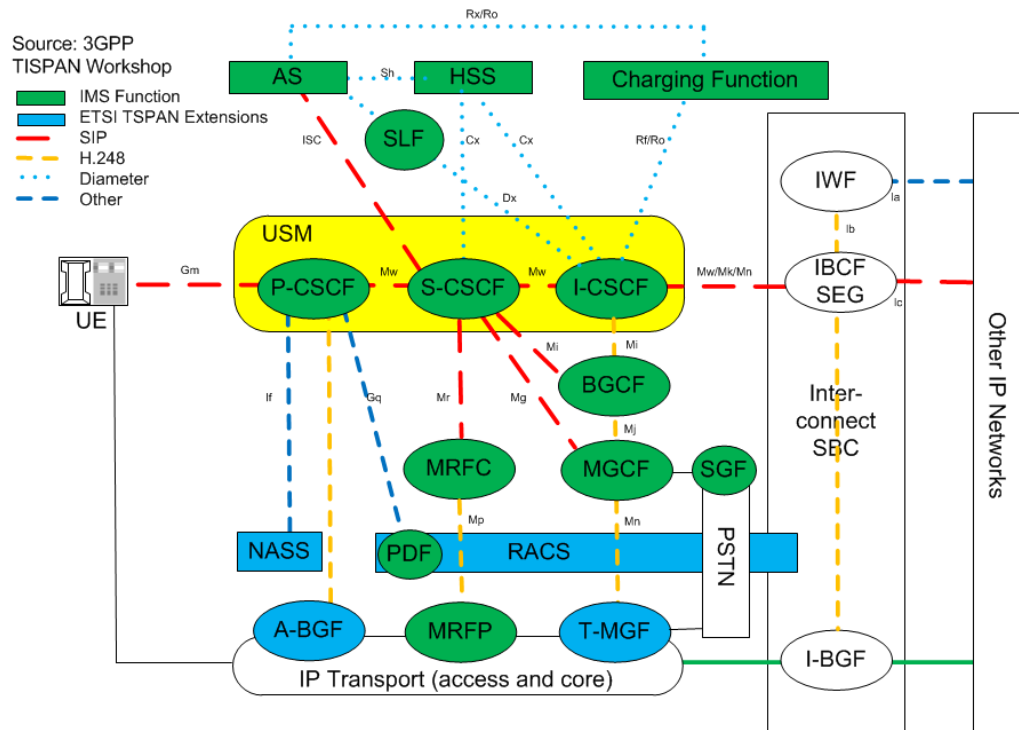 Source: 3GPP
TISPAN Workshop
IMS Function
ETSI TSPAN Extensions
SIP
H.248
Diameter
Other
Rx/Ro
AS
Sh
HSS
Charging Function
ISC
SLF
Cx
Cx
Rf/Ro
Dx
IWF
Ia
Ib
USM
UE
Gm
P-CSCF
Mw
S-CSCF
Mw
I-CSCF
Mw/Mk/Mn
IBCF
SEG
Ic
Mi
Mi
BGCF
If
Gq
Mr
Mg
Mj
Inter-
connect
SBC
Other IP Networks
MRFC
MGCF
SGF
Mp
Mn
NASS
PDF
RACS
PSTN
A-BGF
MRFP
T-MGF
I-BGF
IP Transport (access and core)